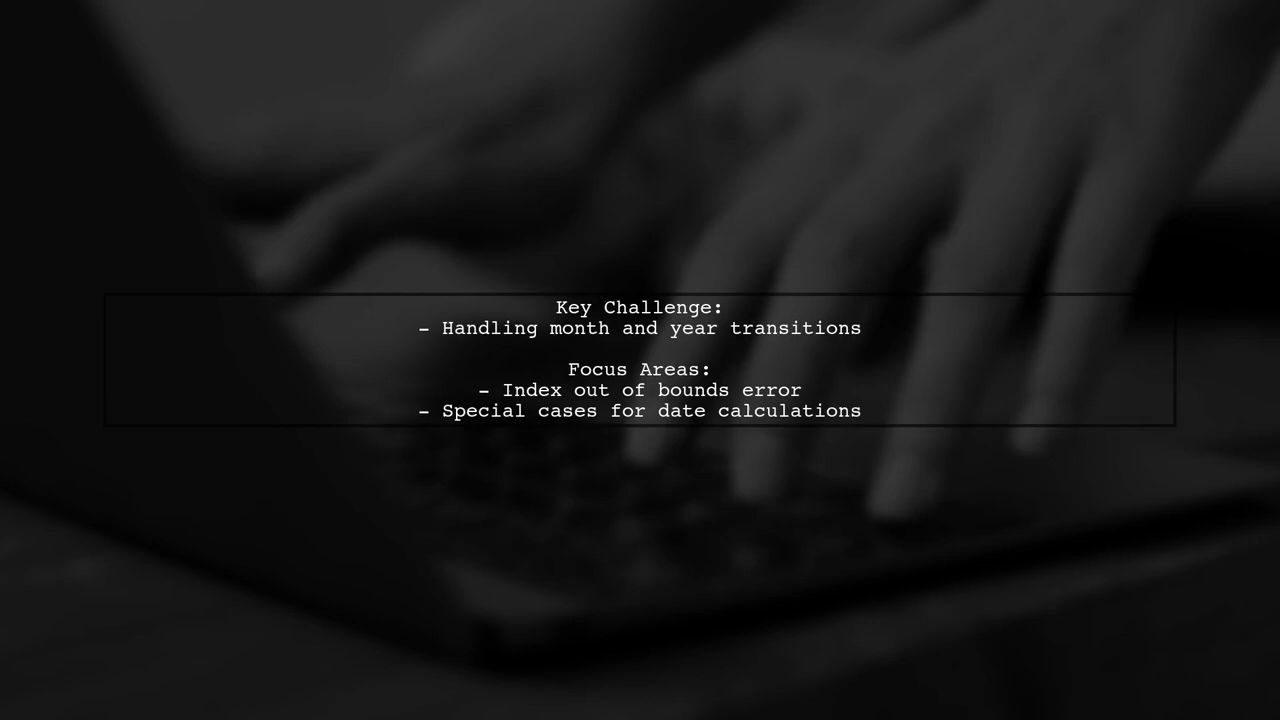 Key Challenge:
- Handling month and year transitions
Focus Areas:
- Index out of bounds error
- Special cases for date calculations